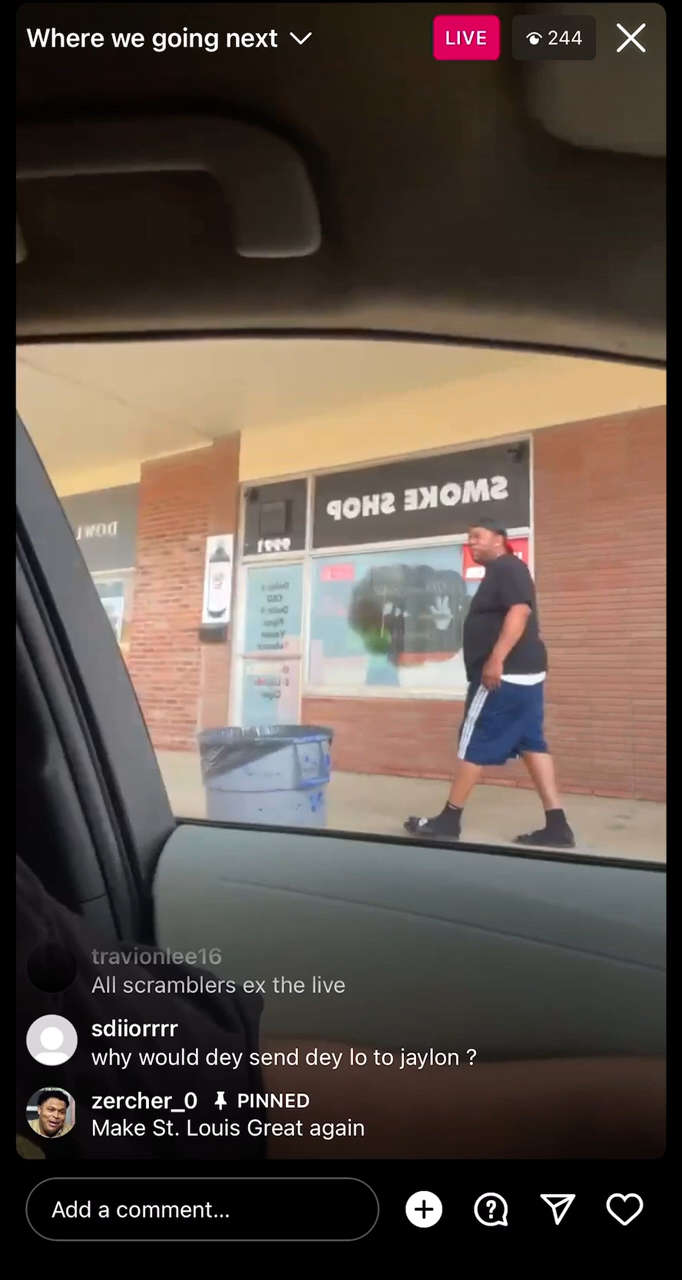 Where we going next
LIVE
244
SMOKE SHOP
9991
travionlee16
All scramblers ex the live
sdiiorrrr
why would dey send dey lo to jaylon ?
zercher_0 PINNED
Make St. Louis Great again
Add a comment...